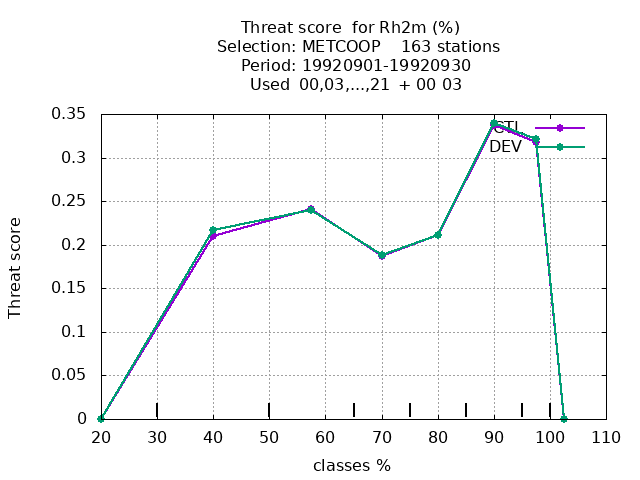 Threat score  for Rh2m (%)
Selection: METCOOP    163 stations
Period: 19920901-19920930
Used  00,03,...,21  + 00 03
0.35
0.3
0.25
0.2
0.15
0.1
0.05
0
Threat score
CTL
DEV
20 30 40 50 60 70 80 90 100 110
classes %